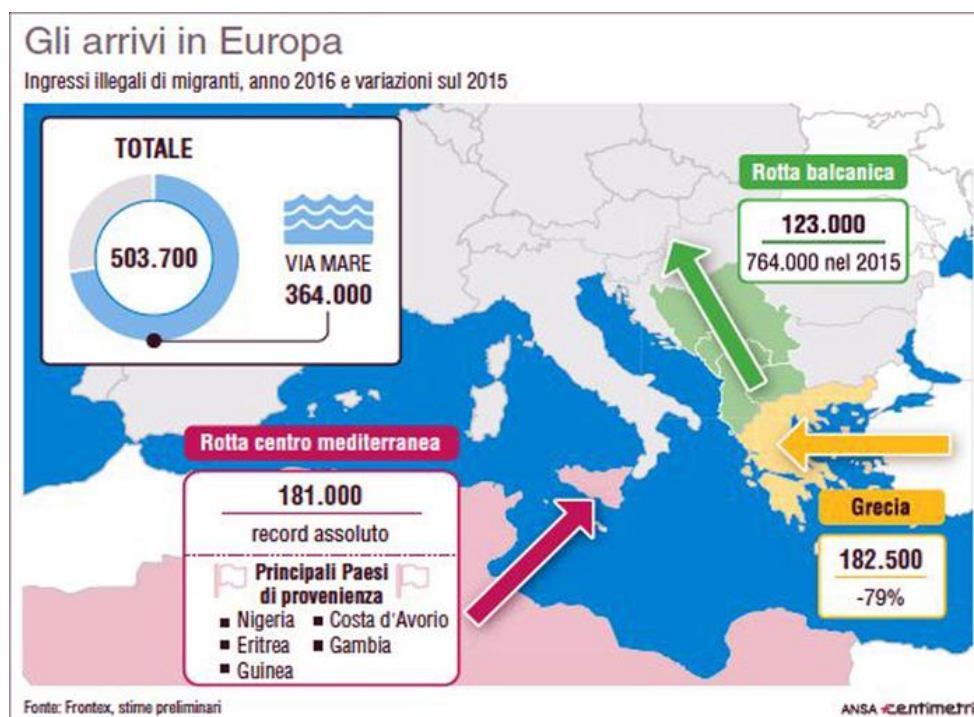 Gli arrivi in Europa
Ingressi illegali di migranti, anno 2016 e variazioni sul 2015
TOTALE
503.700
VIA MARE
364.000
Rotta balcanica
123.000
764.000 nel 2015
Rotta centro mediterranea
181.000
record assoluto
Principali Paesi
di provenienza
▪ Nigeria ▪ Costa d'Avorio
▪ Eritrea ▪ Gambia
▪ Guinea
Grecia
182.500
-79%
Fonte: Frontex, stime preliminari
ANSA centimetri